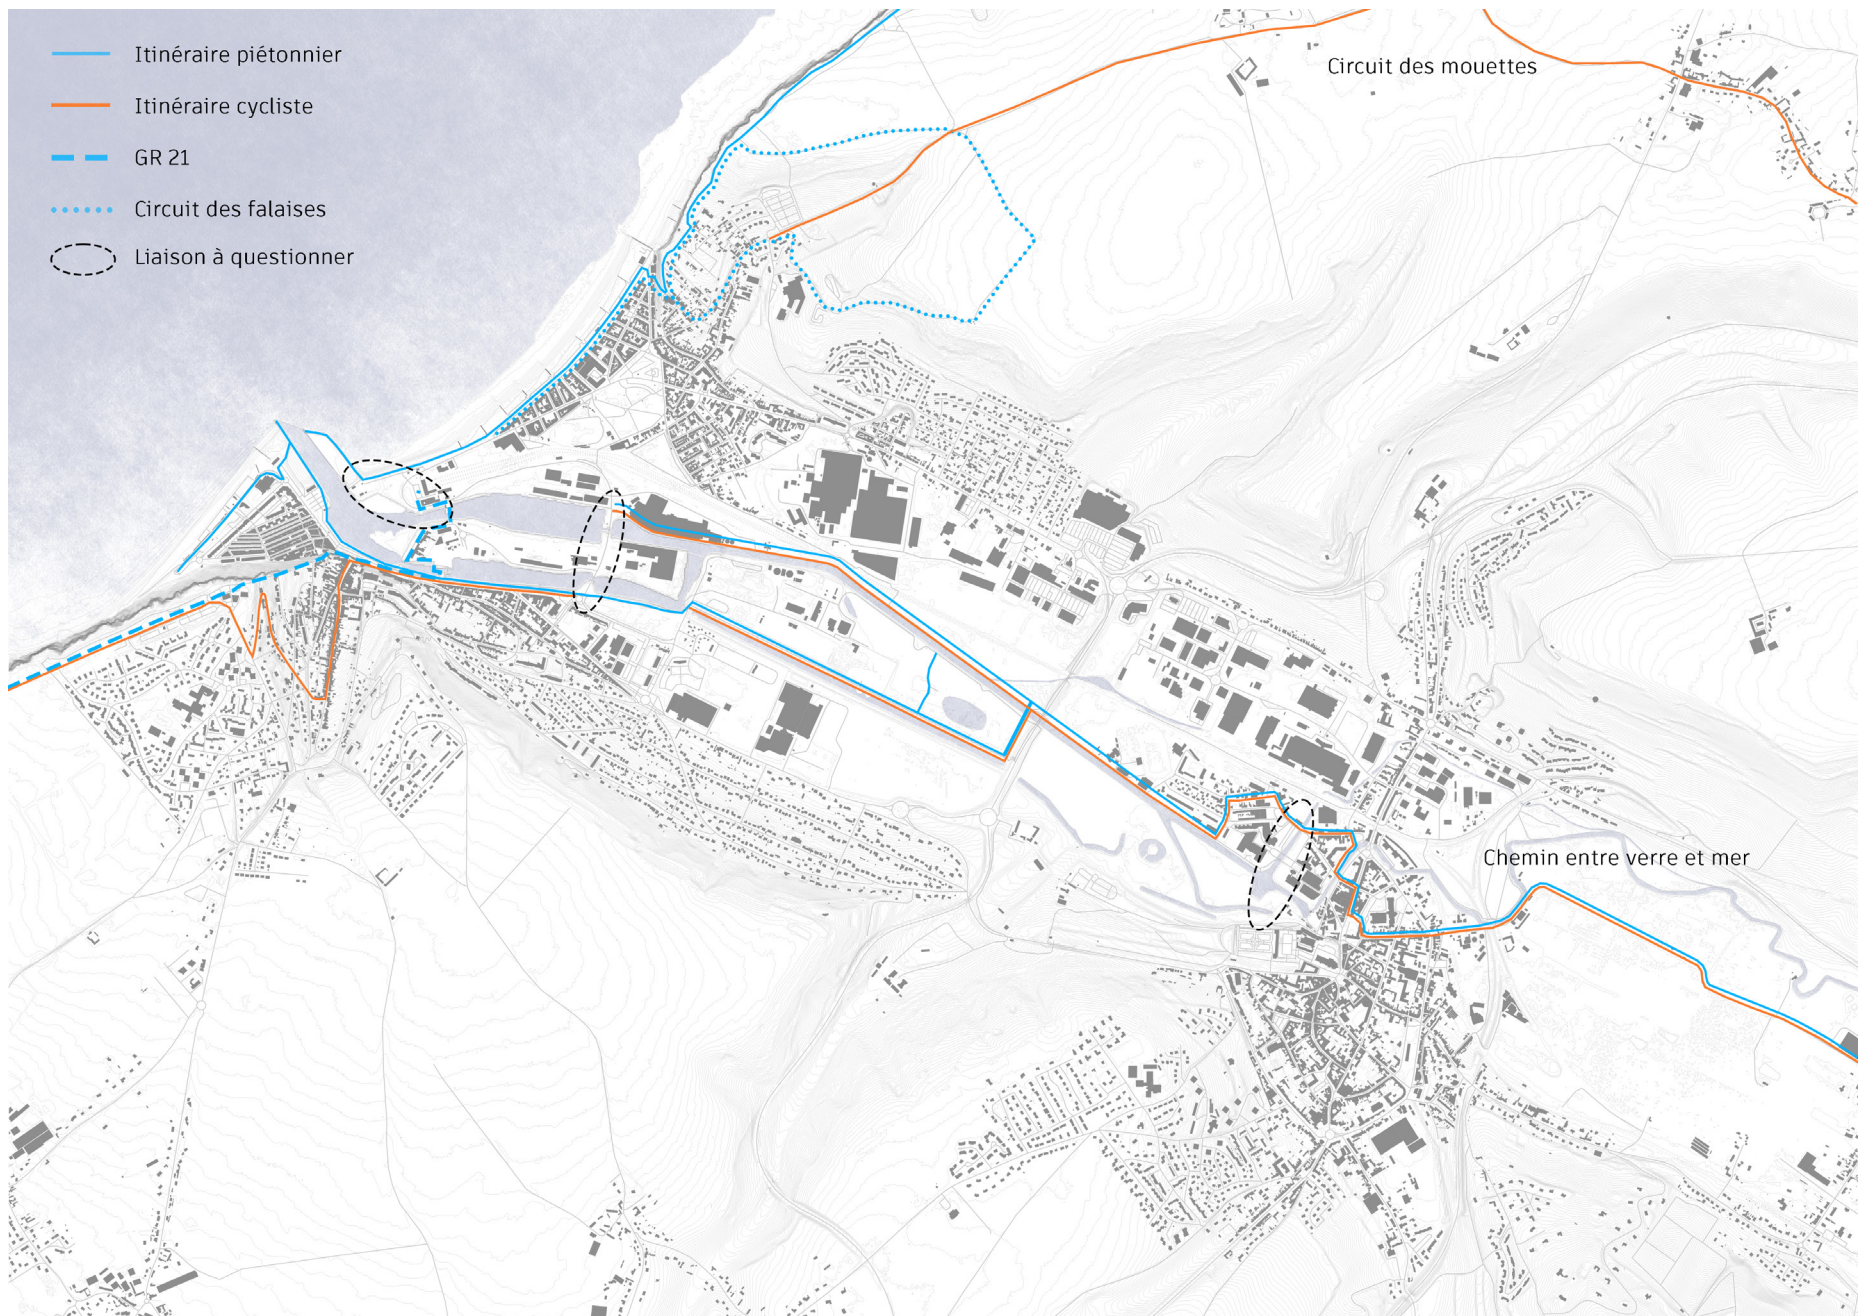 Itinéraire piétonnier
Itinéraire cycliste
GR 21
Circuit des falaises
Liaison à questionner
Circuit des mouettes
Chemin entre verre et mer